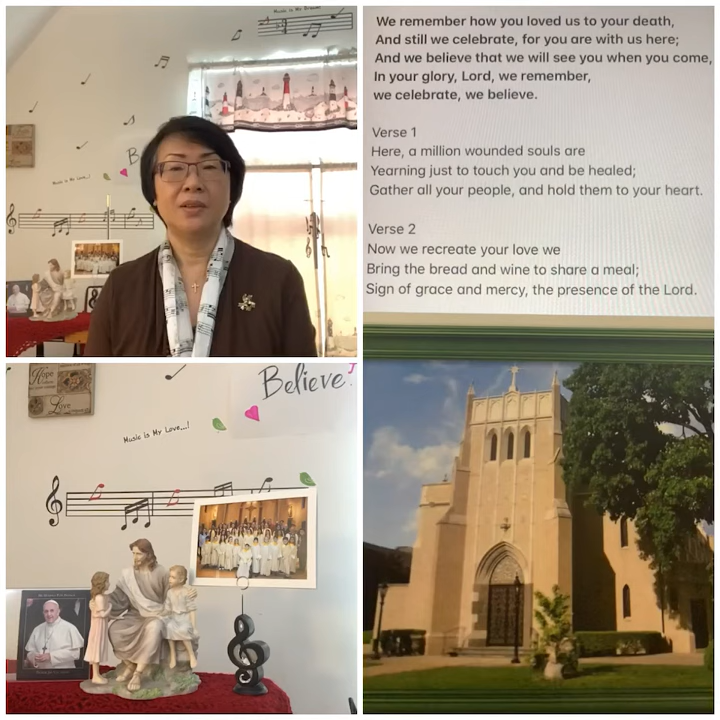 Music is My Dream!
B
Music is My Love...!
We remember how you loved us to your death,
And still we celebrate, for you are with us here;
And we believe that we will see you when you come,
In your glory, Lord, we remember,
we celebrate, we believe.
Verse 1
Here, a million wounded souls are
Yearning just to touch you and be healed;
Gather all your people, and hold them to your heart.
Verse 2
Now we recreate your love we
Bring the bread and wine to share a meal;
Sign of grace and mercy, the presence of the Lord.
Hope
Love
Believe!
Music is My Love...!